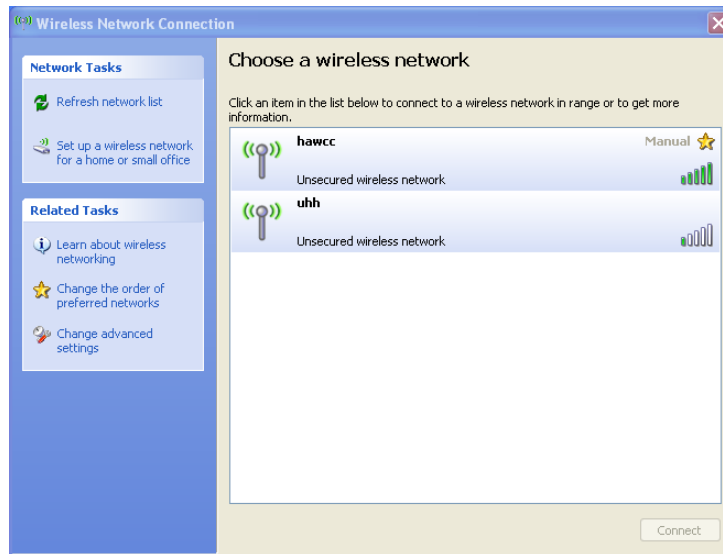 Wireless Network Connection
Network Tasks
Refresh network list
Set up a wireless network
for a home or small office
Related Tasks
Learn about wireless
networking
Change the order of
preferred networks
Change advanced
settings
Choose a wireless network
Click an item in the list below to connect to a wireless network in range or to get more
information.
hawcc
Manual
Unsecured wireless network
uhh
Unsecured wireless network
Connect